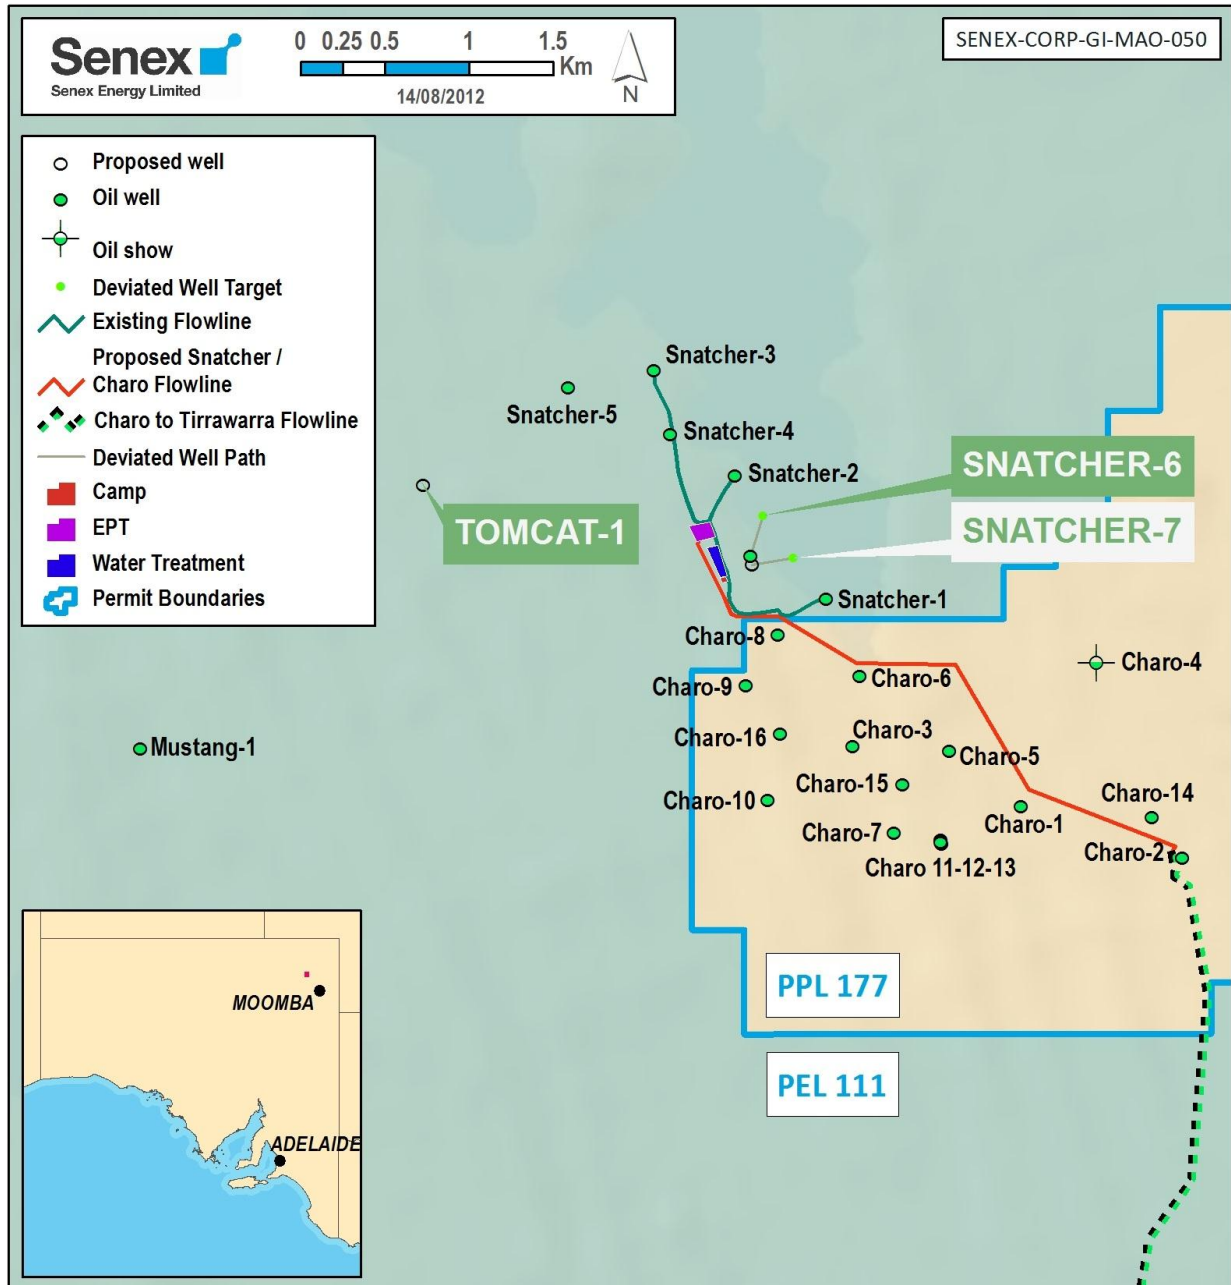 Senex
Senex Energy Limited
0 0.25 0.5 1 1.5
Km
14/08/2012
N
SENEX-CORP-GI-MAO-050
Proposed well
Oil well
Oil show
Deviated Well Target
Existing Flowline
Proposed Snatcher /
Charo Flowline
Charo to Tirrawarra Flowline
Deviated Well Path
Camp
EPT
Water Treatment
Permit Boundaries
Snatcher-3
Snatcher-5
Snatcher-4
Snatcher-2
SNATCHER-6
TOMCAT-1
SNATCHER-7
Snatcher-1
Charo-8
Charo-4
Charo-6
Charo-9
Charo-16
Charo-3
Mustang-1
Charo-5
Charo-15
Charo-10
Charo-14
Charo-1
Charo-7
Charo-2
Charo 11-12-13
PPL 177
PEL 111
MOOMBA
ADELAIDE